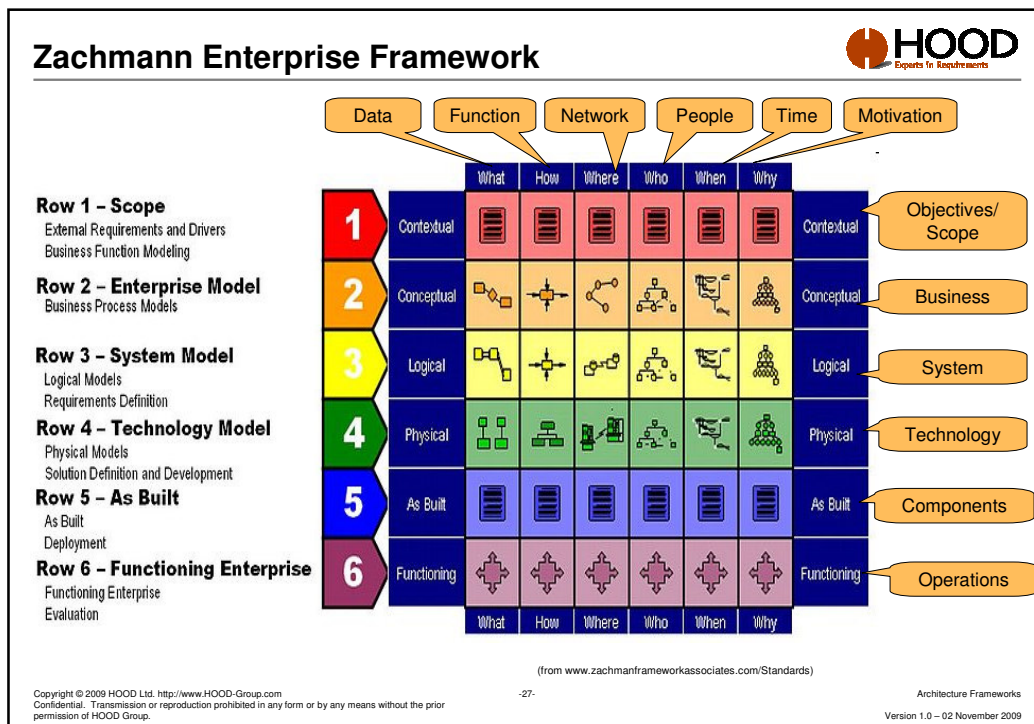 Zachmann Enterprise Framework
HOOD
Experts in Requirements
Data Function Network People Time Motivation
-
What How Where Who When Why
Row 1 – Scope
External Requirements and Drivers
Business Function Modeling
1 Contextual Contextual
Objectives/
Scope
Row 2 – Enterprise Model
Business Process Models
2 Conceptual Conceptual Business
Row 3 – System Model
Logical Models
Requirements Definition
3 Logical Logical System
Row 4 – Technology Model
Physical Models
Solution Definition and Development
4 Physical Physical Technology
Row 5 – As Built
As Built
Deployment
5 As Built As Built Components
Row 6 – Functioning Enterprise
Functioning Enterprise
Evaluation
6 Functioning Functioning Operations
What How Where Who When Why
(from www.zachmanframeworkassociates.com/Standards)
Copyright © 2009 HOOD Ltd. http://www.HOOD-Group.com
Confidential. Transmission or reproduction prohibited in any form or by any means without the prior
permission of HOOD Group.
-27-
Architecture Frameworks
Version 1.0 – 02 November 2009